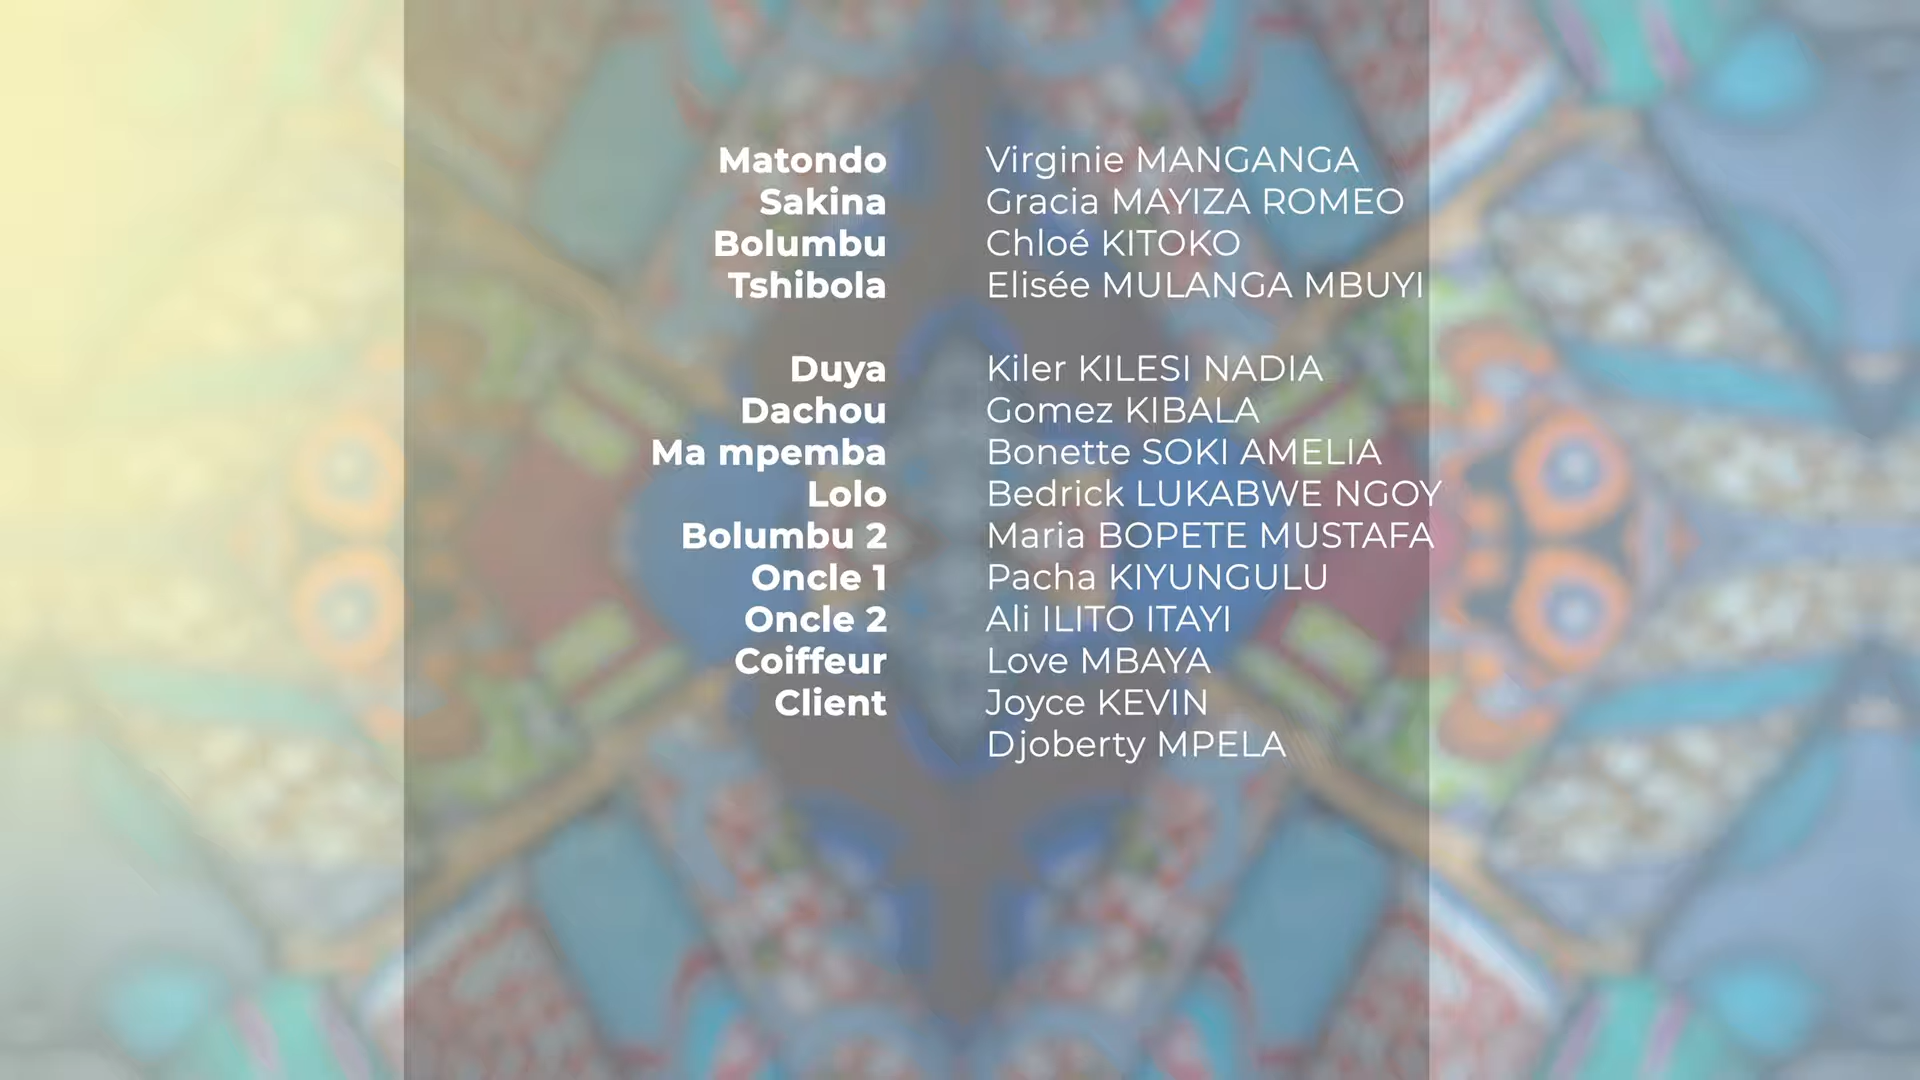 Matondo Virginie MANGANGA
Sakina Gracia MAYIZA ROMEO
Bolumbu Chloé KITOKO
Tshibola Elisée MULANGA MBUYI
Duya Kiler KILESI NADIA
Dachou Gomez KIBALA
Ma mpemba Bonette SOKI AMELIA
Lolo Bedrick LUKABWE NGOY
Bolumbu 2 Maria BOPETE MUSTAFA
Oncle 1 Pacha KIYUNGULU
Oncle 2 Ali ILITO ITAYI
Coiffeur Love MBAYA
Client Joyce KEVIN
Djoberty MPELA